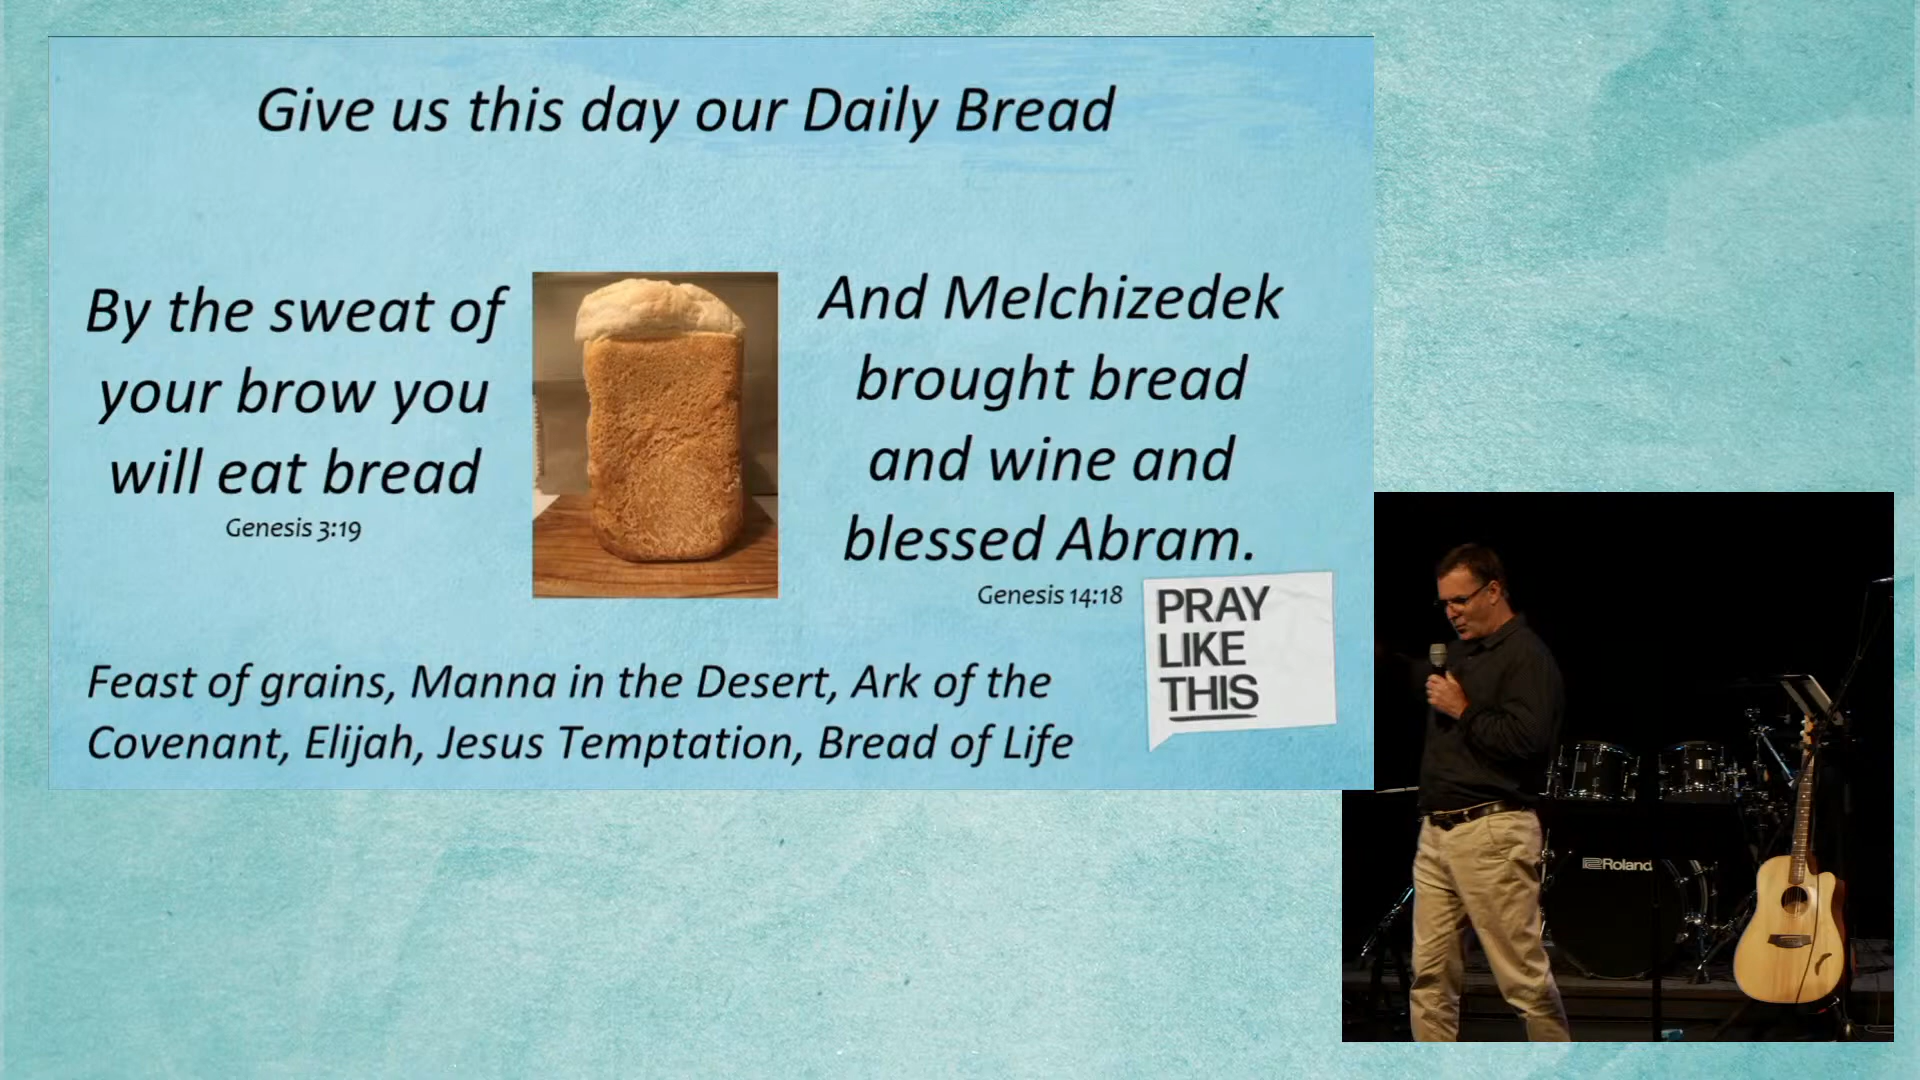 Give us this day our Daily Bread
By the sweat of
your brow you
will eat bread
Genesis 3:19
And Melchizedek
brought bread
and wine and
blessed Abram.
Genesis 14:18
Feast of grains, Manna in the Desert, Ark of the
Covenant, Elijah, Jesus Temptation, Bread of Life
PRAY
LIKE
THIS
Roland